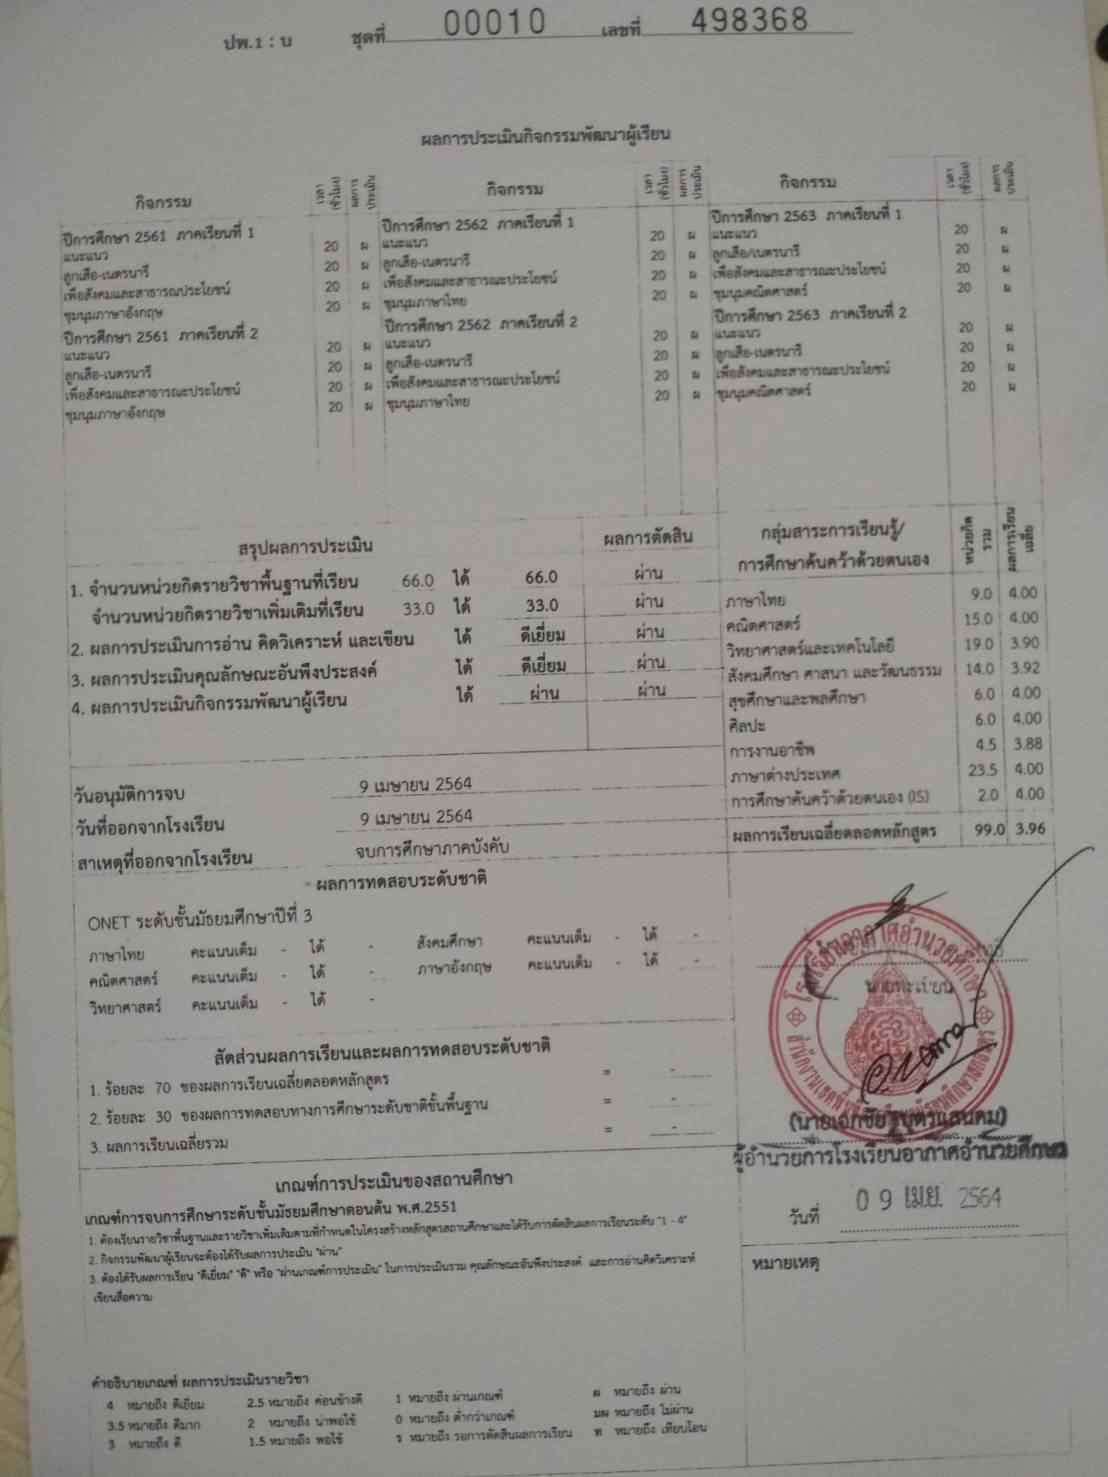 ปพ.1 : บ ชุดที่ 00010 เลขที่ 498368
ผลการประเมินกิจกรรมพัฒนาผู้เรียน
กิจกรรม เวลา (ชั่วโมง) ผลการประเมิน กิจกรรม เวลา (ชั่วโมง) ผลการประเมิน กิจกรรม เวลา (ชั่วโมง) ผลการประเมิน
ปีการศึกษา 2561 ภาคเรียนที่ 1
แนะแนว 20 ผ
ลูกเสือ-เนตรนารี 20 ผ
เพื่อสังคมและสาธารณประโยชน์ 20 ผ
ชุมนุมภาษาอังกฤษ 20 ผ
ปีการศึกษา 2561 ภาคเรียนที่ 2
แนะแนว 20 ผ
ลูกเสือ-เนตรนารี 20 ผ
เพื่อสังคมและสาธารณะประโยชน์ 20 ผ
ชุมนุมภาษาอังกฤษ 20 ผ
ปีการศึกษา 2562 ภาคเรียนที่ 1
แนะแนว 20 ผ
ลูกเสือ-เนตรนารี 20 ผ
เพื่อสังคมและสาธารณะประโยชน์ 20 ผ
ชุมนุมภาษาไทย 20 ผ
ปีการศึกษา 2562 ภาคเรียนที่ 2
แนะแนว 20 ผ
ลูกเสือ-เนตรนารี 20 ผ
เพื่อสังคมและสาธารณะประโยชน์ 20 ผ
ชุมนุมภาษาไทย 20 ผ
ปีการศึกษา 2563 ภาคเรียนที่ 1
แนะแนว 20 ผ
ลูกเสือ/เนตรนารี 20 ผ
เพื่อสังคมและสาธารณะประโยชน์ 20 ผ
ชุมนุมคณิตศาสตร์ 20 ผ
ปีการศึกษา 2563 ภาคเรียนที่ 2
แนะแนว 20 ผ
ลูกเสือ-เนตรนารี 20 ผ
เพื่อสังคมและสาธารณะประโยชน์ 20 ผ
ชุมนุมคณิตศาสตร์ 20 ผ
สรุปผลการประเมิน ผลการตัดสิน
1. จำนวนหน่วยกิตรายวิชาพื้นฐานที่เรียน 66.0 ได้ 66.0 ผ่าน
จำนวนหน่วยกิตรายวิชาเพิ่มเติมที่เรียน 33.0 ได้ 33.0 ผ่าน
2. ผลการประเมินการอ่าน คิดวิเคราะห์ และเขียน ได้ ดีเยี่ยม ผ่าน
3. ผลการประเมินคุณลักษณะอันพึงประสงค์ ได้ ดีเยี่ยม ผ่าน
4. ผลการประเมินกิจกรรมพัฒนาผู้เรียน ได้ ผ่าน ผ่าน
กลุ่มสาระการเรียนรู้/ หน่วยกิตรวม ผลการเรียนเฉลี่ย
การศึกษาค้นคว้าด้วยตนเอง
ภาษาไทย 9.0 4.00
คณิตศาสตร์ 15.0 4.00
วิทยาศาสตร์และเทคโนโลยี 19.0 3.90
สังคมศึกษา ศาสนา และวัฒนธรรม 14.0 3.92
สุขศึกษาและพลศึกษา 6.0 4.00
ศิลปะ 6.0 4.00
การงานอาชีพ 4.5 3.88
ภาษาต่างประเทศ 23.5 4.00
การศึกษาค้นคว้าด้วยตนเอง (IS) 2.0 4.00
ผลการเรียนเฉลี่ยตลอดหลักสูตร 99.0 3.96
วันอนุมัติการจบ 9 เมษายน 2564
วันที่ออกจากโรงเรียน 9 เมษายน 2564
สาเหตุที่ออกจากโรงเรียน จบการศึกษาภาคบังคับ
ผลการทดสอบระดับชาติ
ONET ระดับชั้นมัธยมศึกษาปีที่ 3
ภาษาไทย คะแนนเต็ม - ได้ - สังคมศึกษา คะแนนเต็ม - ได้ -
คณิตศาสตร์ คะแนนเต็ม - ได้ - ภาษาอังกฤษ คะแนนเต็ม - ได้ -
วิทยาศาสตร์ คะแนนเต็ม - ได้ -
สัดส่วนผลการเรียนและผลการทดสอบระดับชาติ
1. ร้อยละ 70 ของผลการเรียนเฉลี่ยตลอดหลักสูตร = -
2. ร้อยละ 30 ของผลการทดสอบทางการศึกษาระดับชาติขั้นพื้นฐาน = -
3. ผลการเรียนเฉลี่ยรวม = -
โรงเรียนอากาศอำนวยศึกษา
นายทะเบียน
(นายเอกชัย บุตรแสนคม)
ผู้อำนวยการโรงเรียนอากาศอำนวยศึกษา
วันที่ 09 เม.ย. 2564
หมายเหตุ
เกณฑ์การประเมินของสถานศึกษา
เกณฑ์การจบการศึกษาระดับชั้นมัธยมศึกษาตอนต้น พ.ศ.2551
1. ต้องเรียนรายวิชาพื้นฐานและรายวิชาเพิ่มเติมตามที่กำหนดในโครงสร้างหลักสูตรสถานศึกษาและได้รับการตัดสินผลการเรียนระดับ "1 - 4"
2. กิจกรรมพัฒนาผู้เรียนจะต้องได้รับผลการประเมิน "ผ่าน"
3. ต้องได้รับผลการเรียน "ดีเยี่ยม" "ดี" หรือ "ผ่านเกณฑ์การประเมิน" ในการประเมินรวม คุณลักษณะอันพึงประสงค์ และการอ่านคิดวิเคราะห์
เขียนสื่อความ
คำอธิบายเกณฑ์ ผลการประเมินรายวิชา
4 หมายถึง ดีเยี่ยม 2.5 หมายถึง ค่อนข้างดี 1 หมายถึง ผ่านเกณฑ์ ผ หมายถึง ผ่าน
3.5 หมายถึง ดีมาก 2 หมายถึง น่าพอใช้ 0 หมายถึง ต่ำกว่าเกณฑ์ มผ หมายถึง ไม่ผ่าน
3 หมายถึง ดี 1.5 หมายถึง พอใช้ ร หมายถึง รอการตัดสินผลการเรียน ท หมายถึง เทียบโอน